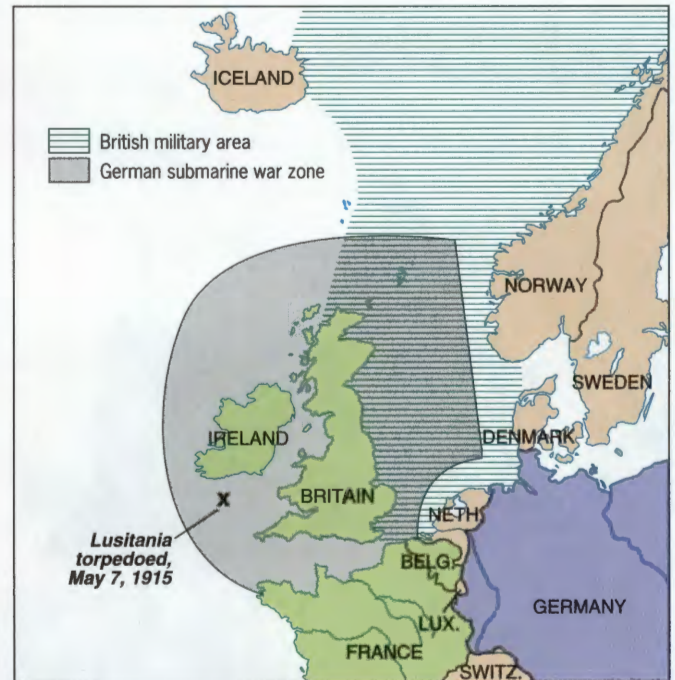 ICELAND
British military area
German submarine war zone
NORWAY
SWEDEN
DENMARK
IRELAND
BRITAIN
X
NETH.
Lusitania
torpedoed,
May 7, 1915
BELG.
GERMANY
LUX.
FRANCE
SWITZ.